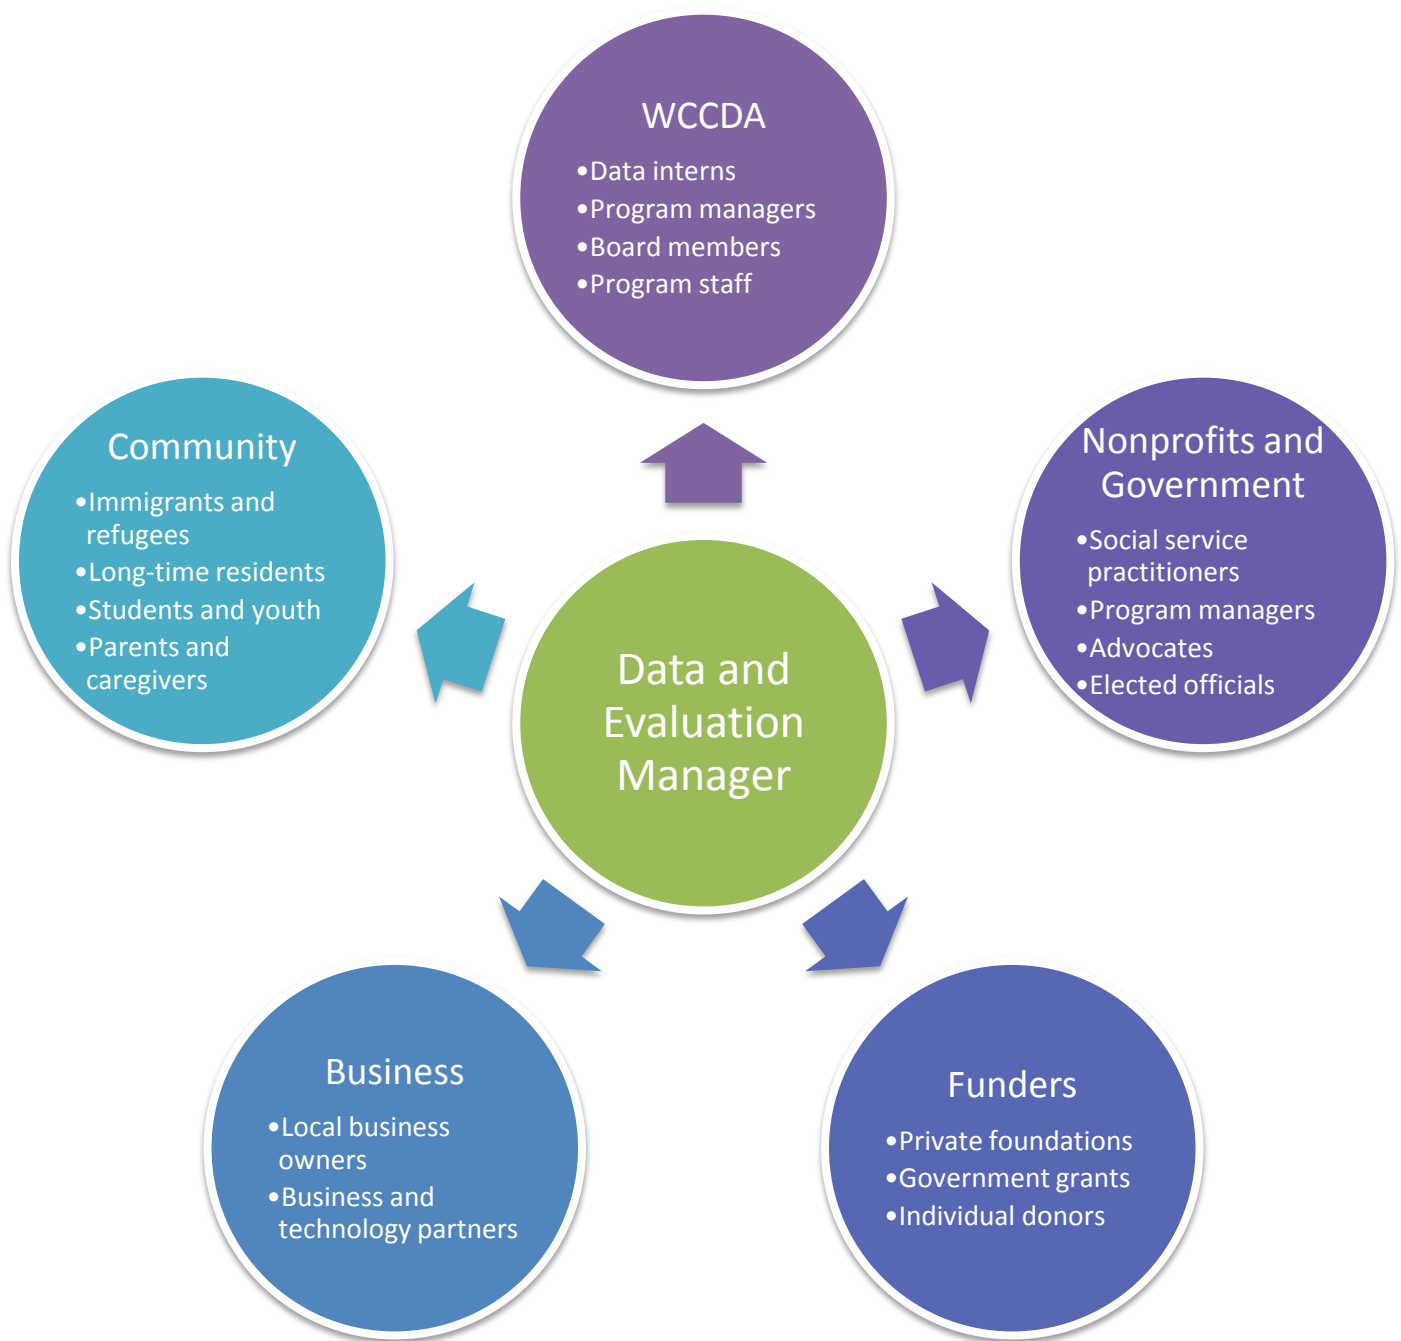 WCCDA
•Data interns
•Program managers
•Board members
•Program staff
Community
•Immigrants and
refugees
•Long-time residents
•Students and youth
•Parents and
caregivers
Nonprofits and
Government
•Social service
practitioners
•Program managers
•Advocates
•Elected officials
Data and
Evaluation
Manager
Business
•Local business
owners
•Business and
technology partners
Funders
•Private foundations
•Government grants
•Individual donors